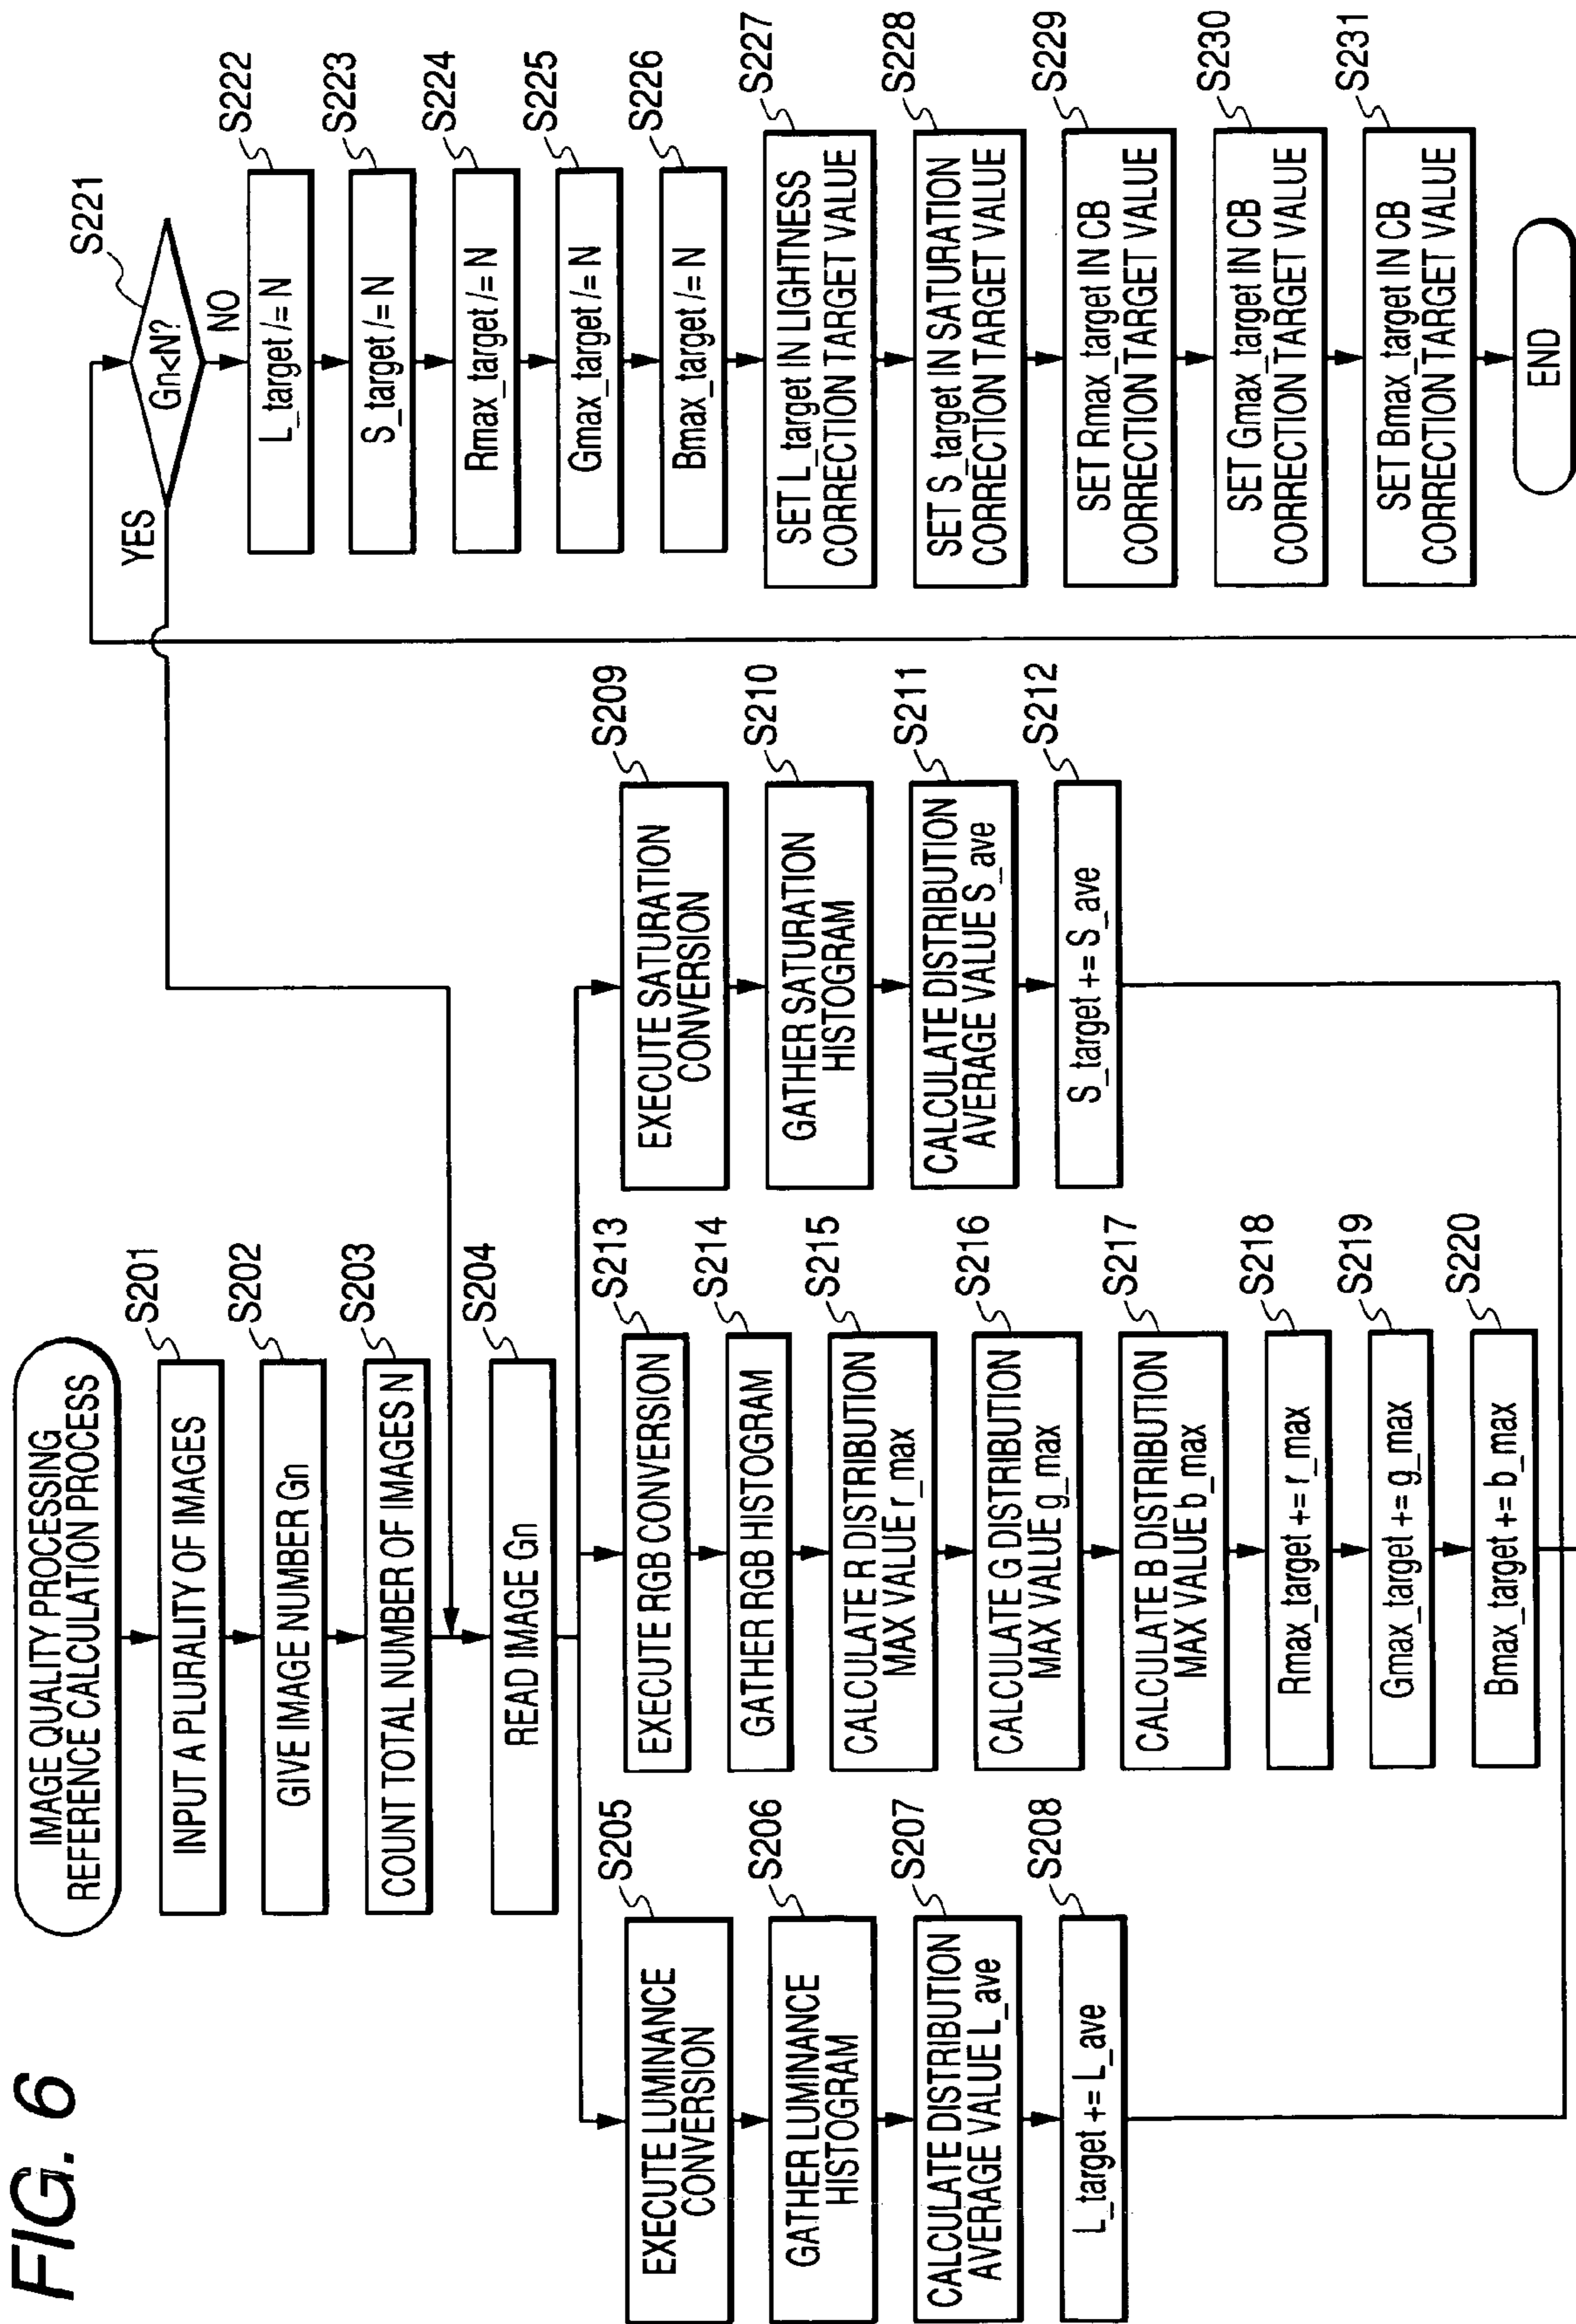 FIG. 6
IMAGE QUALITY PROCESSING
REFERENCE CALCULATION PROCESS
INPUT A PLURALITY OF IMAGES
S201
GIVE IMAGE NUMBER Gn
S202
COUNT TOTAL NUMBER OF IMAGES N
S203
READ IMAGE Gn
S204
EXECUTE LUMINANCE
CONVERSION
S205
GATHER LUMINANCE
HISTOGRAM
S206
CALCULATE DISTRIBUTION
AVERAGE VALUE L_ave
S207
L_target += L_ave
S208
EXECUTE RGB CONVERSION
S213
GATHER RGB HISTOGRAM
S214
CALCULATE R DISTRIBUTION
MAX VALUE r_max
S215
CALCULATE G DISTRIBUTION
MAX VALUE g_max
S216
CALCULATE B DISTRIBUTION
MAX VALUE b_max
S217
Rmax_target += r_max
S218
Gmax_target += g_max
S219
Bmax_target += b_max
S220
EXECUTE SATURATION
CONVERSION
S209
GATHER SATURATION
HISTOGRAM
S210
CALCULATE DISTRIBUTION
AVERAGE VALUE S_ave
S211
S_target += S_ave
S212
Gn<N?
S221
YES
NO
L_target /= N
S222
S_target /= N
S223
Rmax_target /= N
S224
Gmax_target /= N
S225
Bmax_target /= N
S226
SET L_target IN LIGHTNESS
CORRECTION TARGET VALUE
S227
SET S_target IN SATURATION
CORRECTION TARGET VALUE
S228
SET Rmax_target IN CB
CORRECTION TARGET VALUE
S229
SET Gmax_target IN CB
CORRECTION TARGET VALUE
S230
SET Bmax_target IN CB
CORRECTION TARGET VALUE
S231
END